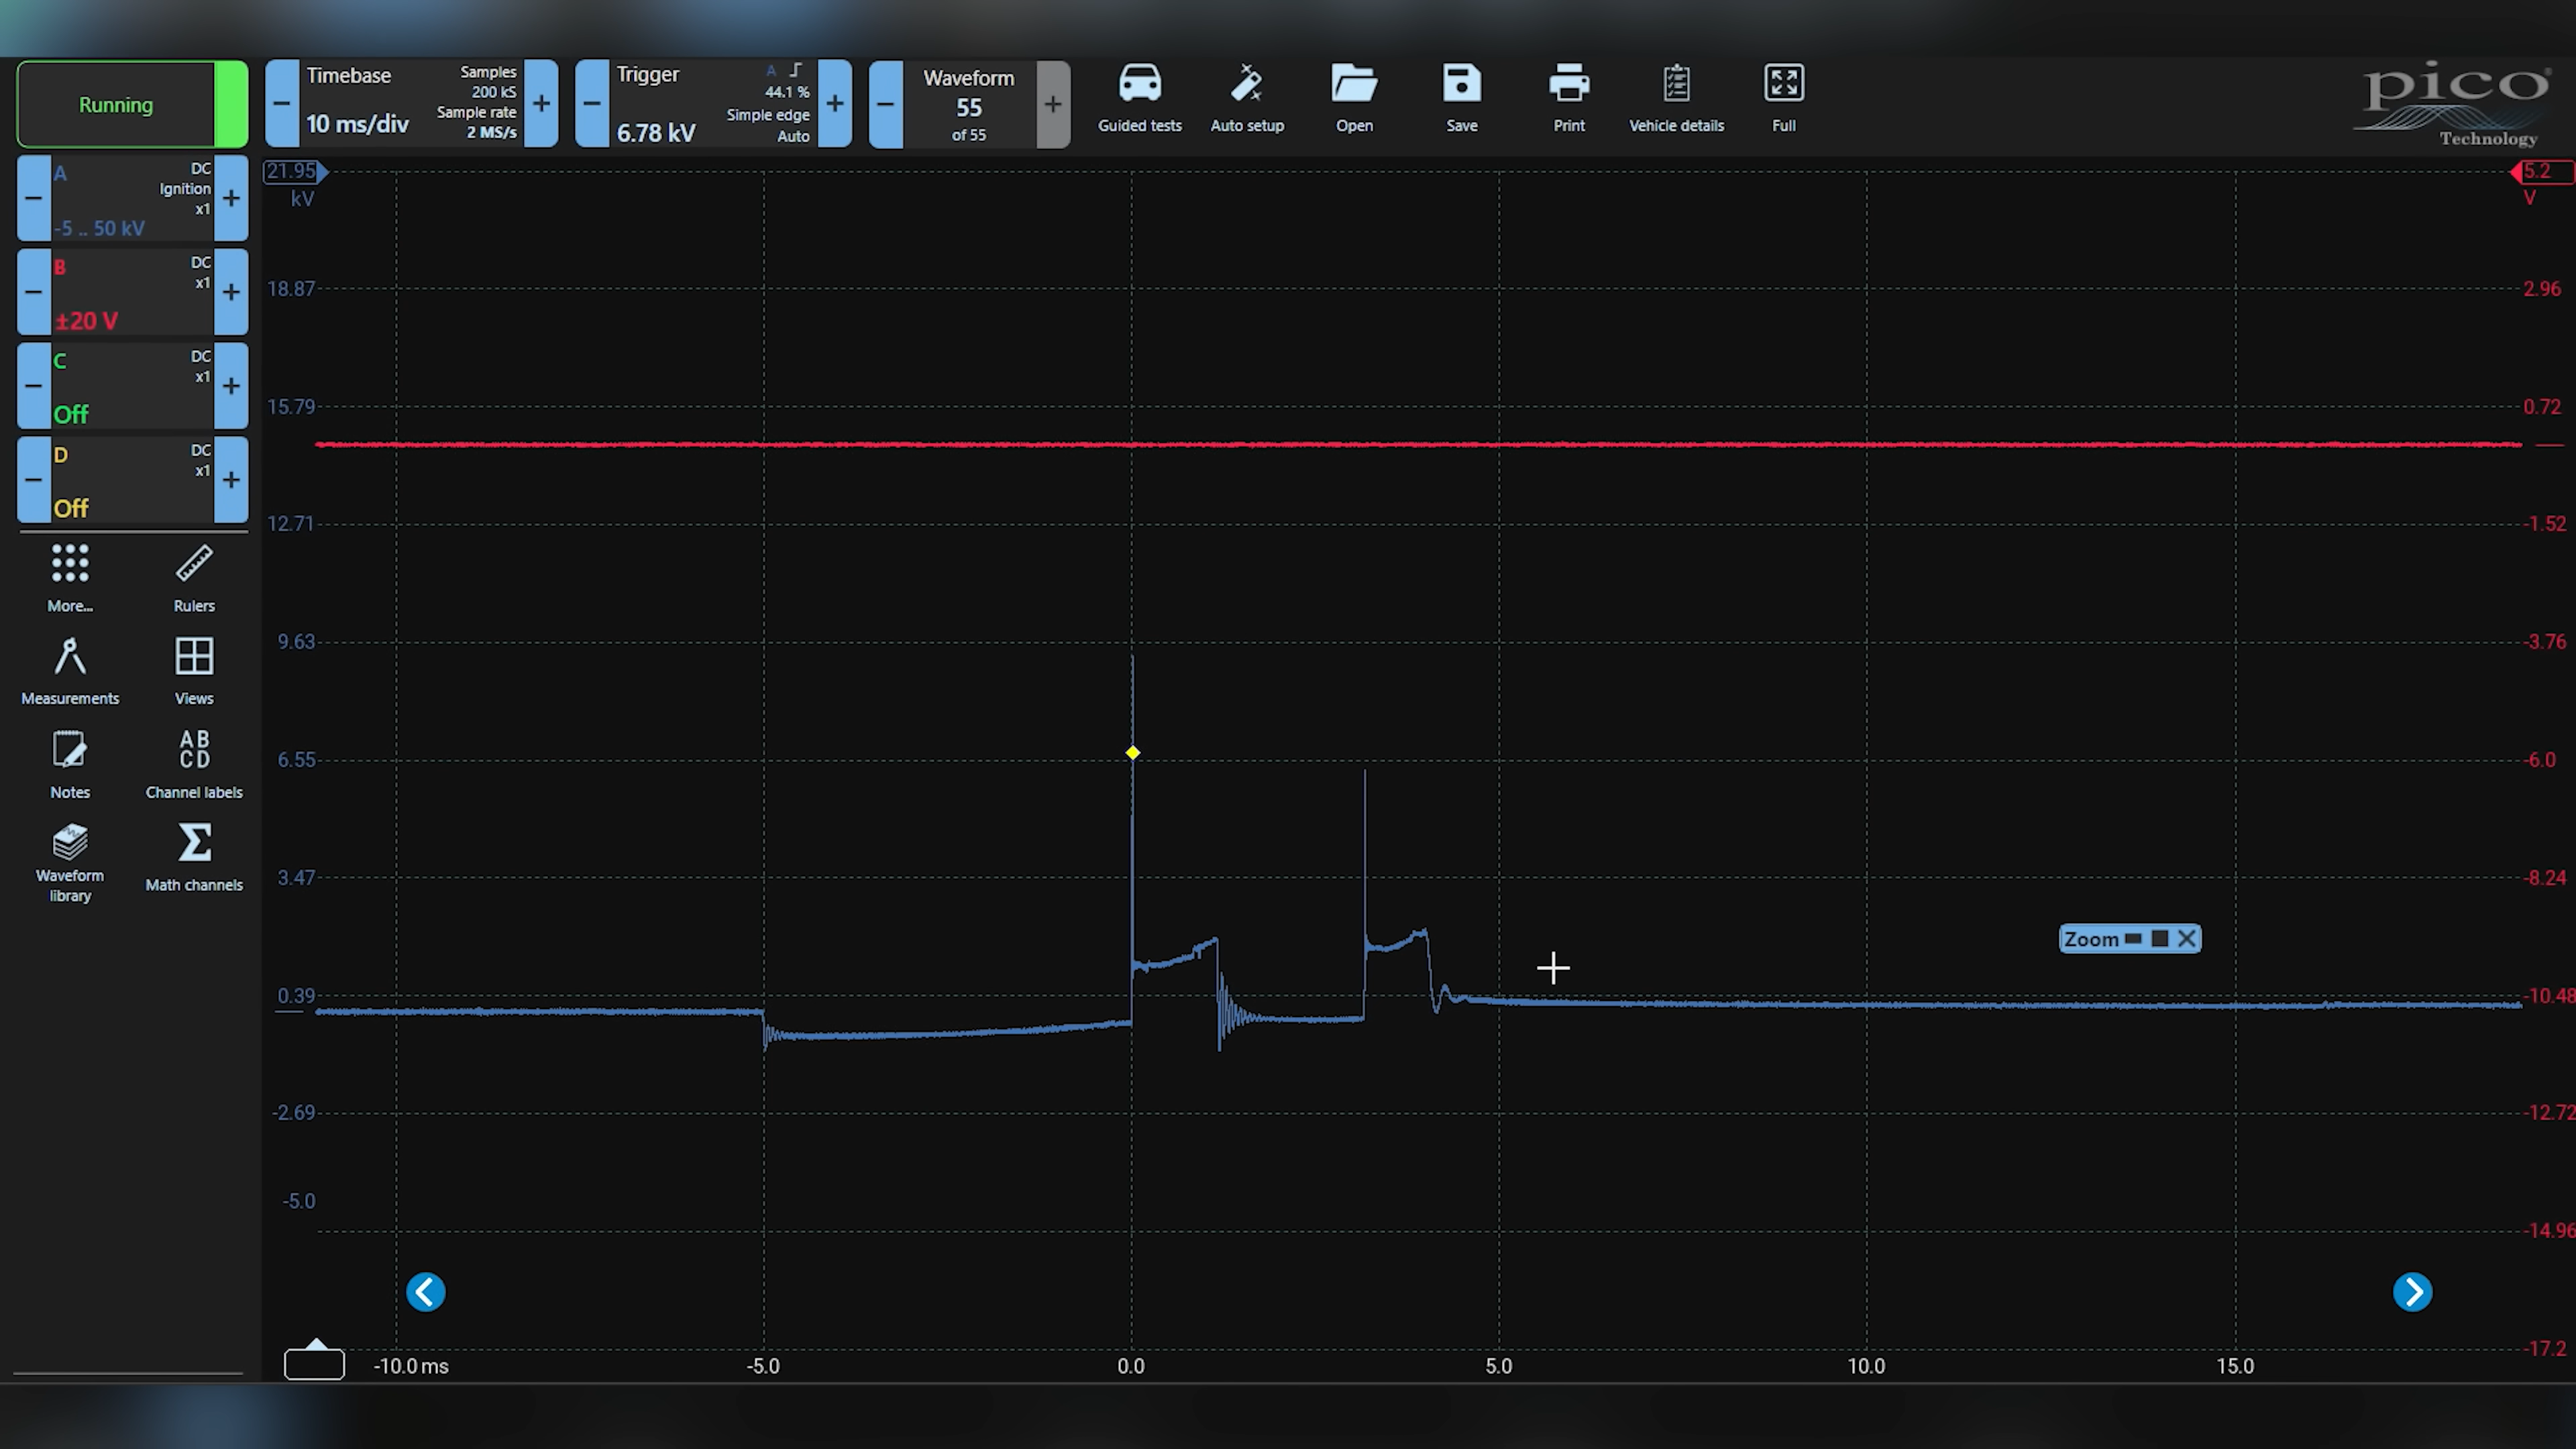 Running
Timebase
10 ms/div
Samples
200 kS
Sample rate
2 MS/s
Trigger
6.78 kV
A
44.1 %
Simple edge
Auto
Waveform
55
of 55
Guided tests
Auto setup
Open
Save
Print
Vehicle details
Full
pico
Technology
A
DC
Ignition
x1
-5 .. 50 kV
B
DC
x1
±20 V
C
DC
x1
Off
D
DC
x1
Off
More...
Rulers
Measurements
Views
Notes
AB
CD
Channel labels
Waveform
library
Σ
Math channels
21.95
kV
18.87
15.79
12.71
9.63
6.55
3.47
0.39
-2.69
-5.0
5.2
V
2.96
0.72
-1.52
-3.76
-6.0
-8.24
-10.48
-12.72
-14.96
-17.2
Zoom
-10.0 ms
-5.0
0.0
5.0
10.0
15.0